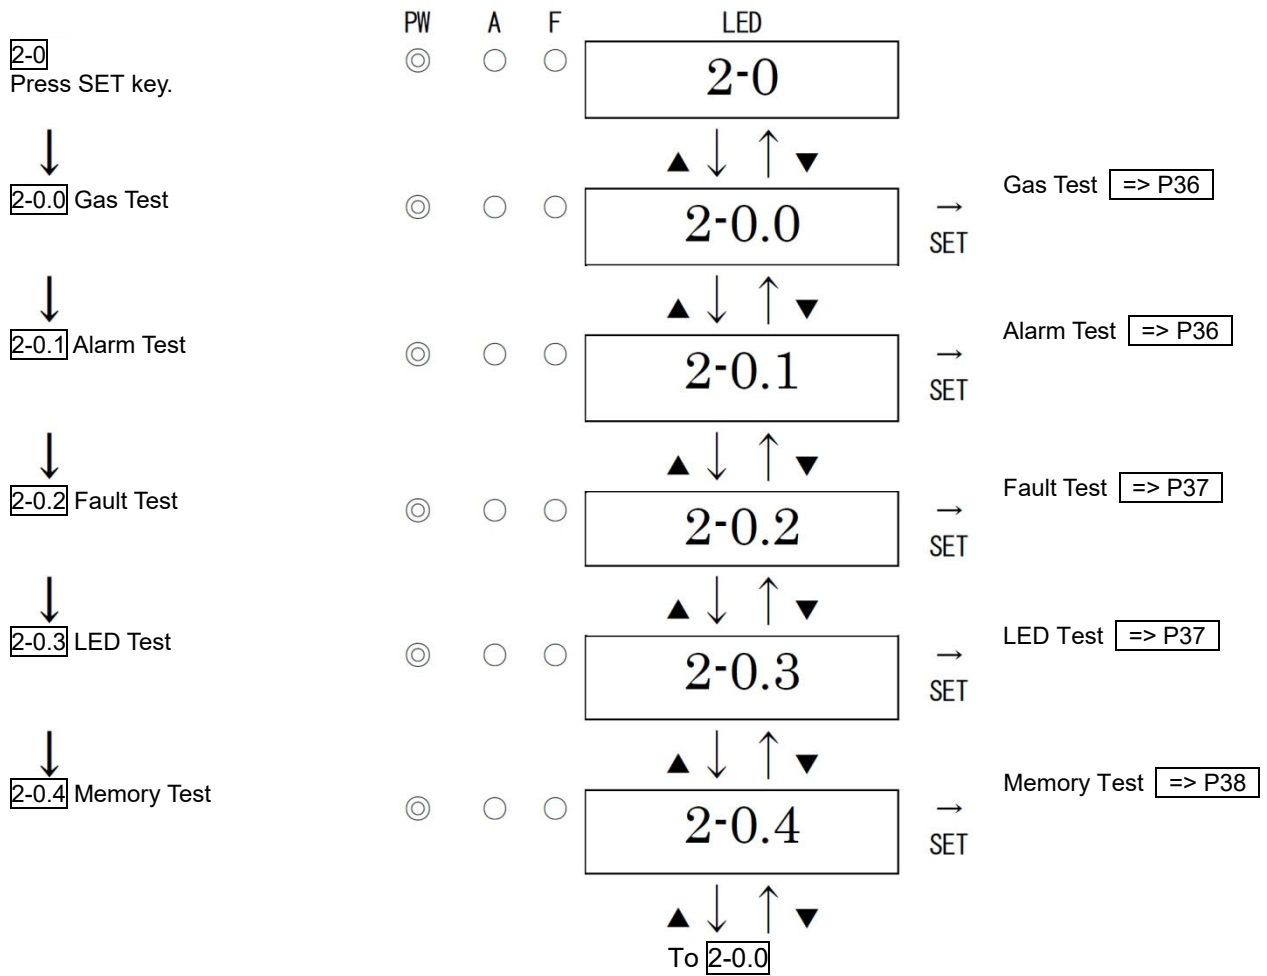 PW A F LED
2-0
Press SET key.
2-0
▲ ↓ ↑ ▼
↓
2-0.0 Gas Test
◎ ○ ○ 2-0.0 → SET
Gas Test => P36
▲ ↓ ↑ ▼
↓
2-0.1 Alarm Test
◎ ○ ○ 2-0.1 → SET
Alarm Test => P36
▲ ↓ ↑ ▼
↓
2-0.2 Fault Test
◎ ○ ○ 2-0.2 → SET
Fault Test => P37
▲ ↓ ↑ ▼
↓
2-0.3 LED Test
◎ ○ ○ 2-0.3 → SET
LED Test => P37
▲ ↓ ↑ ▼
↓
2-0.4 Memory Test
◎ ○ ○ 2-0.4 → SET
Memory Test => P38
▲ ↓ ↑ ▼
To 2-0.0